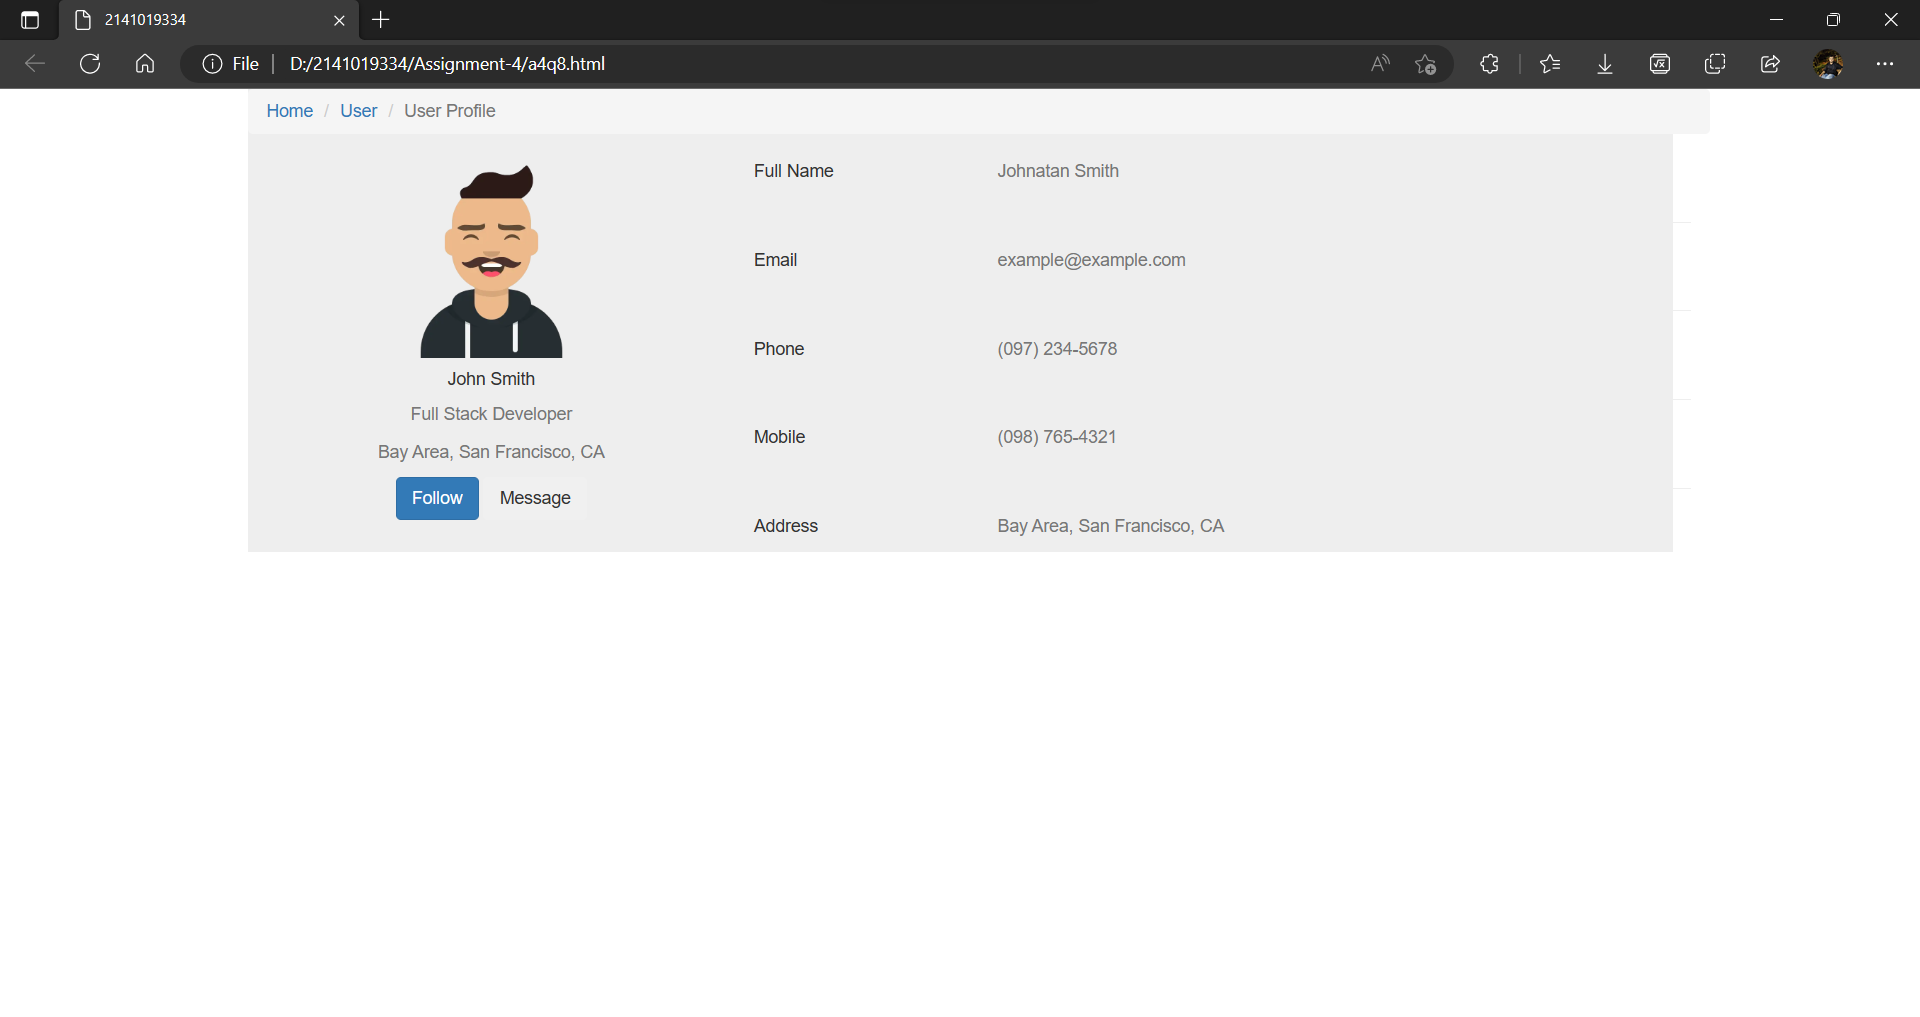 2141019334
File
D:/2141019334/Assignment-4/a4q8.html
Home / User / User Profile
John Smith
Full Stack Developer
Bay Area, San Francisco, CA
Follow Message
Full Name Johnatan Smith
Email example@example.com
Phone (097) 234-5678
Mobile (098) 765-4321
Address Bay Area, San Francisco, CA